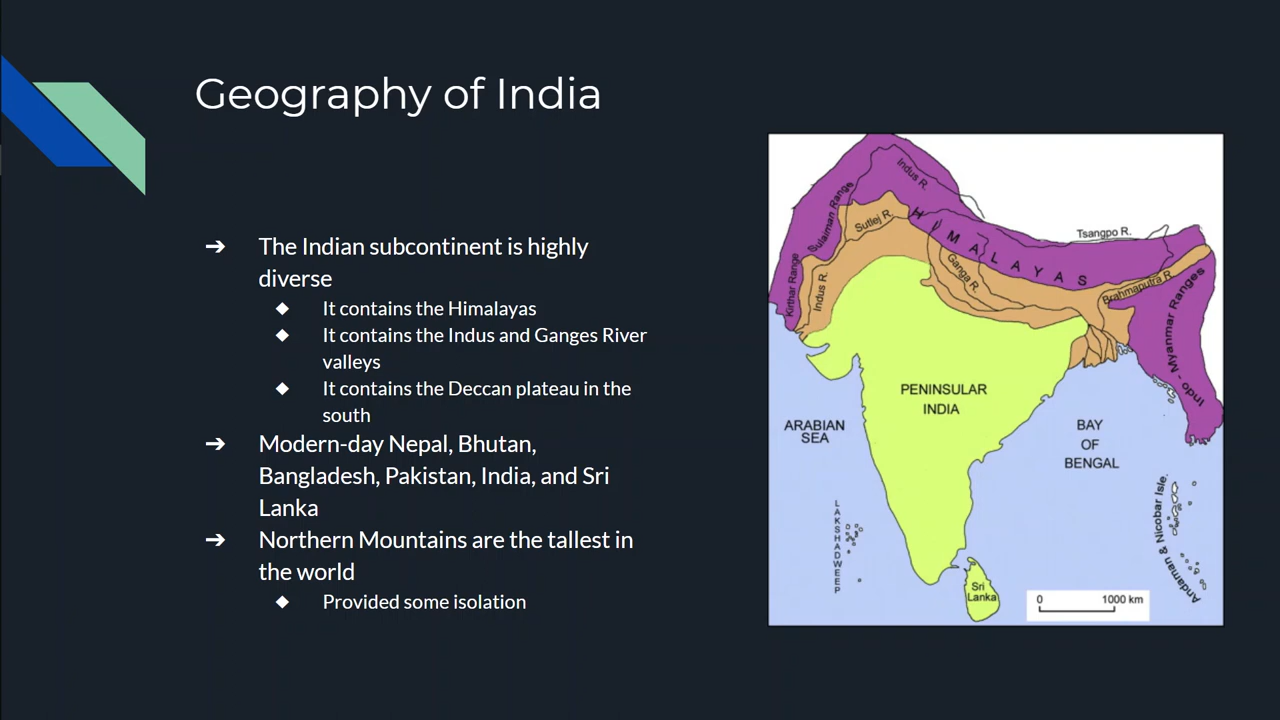 Geography of India
➔ The Indian subcontinent is highly
diverse
◆ It contains the Himalayas
◆ It contains the Indus and Ganges River
valleys
◆ It contains the Deccan plateau in the
south
➔ Modern-day Nepal, Bhutan,
Bangladesh, Pakistan, India, and Sri
Lanka
➔ Northern Mountains are the tallest in
the world
◆ Provided some isolation
Indus R.
Sulaiman Range
Sutlej R.
HIMALAYAS
Tsangpo R.
Kirthar Range
Indus R.
Ganga R.
Brahmaputra R.
Indo - Myanmar Ranges
PENINSULAR
INDIA
ARABIAN
SEA
BAY
OF
BENGAL
LAKSHADWEEP
Andaman & Nicobar Isle.
Sri
Lanka
0 1000 km